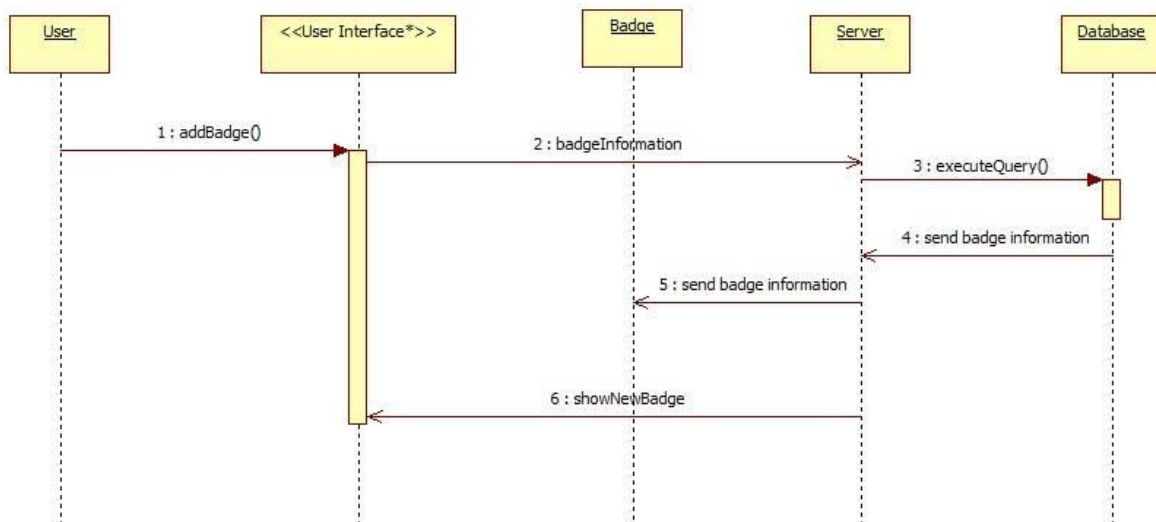 User
<<User Interface*>>
Badge
Server
Database
1 : addBadge()
2 : badgeInformation
3 : executeQuery()
4 : send badge information
5 : send badge information
6 : showNewBadge